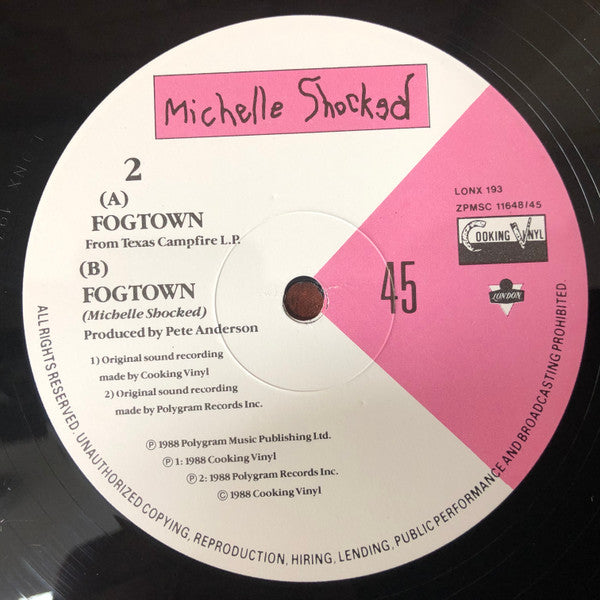 Michelle Shocked
2
(A)
FOGTOWN
From Texas Campfire L.P.
(B)
FOGTOWN
(Michelle Shocked)
Produced by Pete Anderson
1) Original sound recording
made by Cooking Vinyl
2) Original sound recording
made by Polygram Records Inc.
℗ 1988 Polygram Music Publishing Ltd.
℗ 1: 1988 Cooking Vinyl
℗ 2: 1988 Polygram Records Inc.
© 1988 Cooking Vinyl
LONX 193
ZPMSC 11648/45
COOKING VINYL
LONDON
45
ALL RIGHTS RESERVED. UNAUTHORIZED COPYING, REPRODUCTION, HIRING, LENDING, PUBLIC PERFORMANCE AND BROADCASTING PROHIBITED